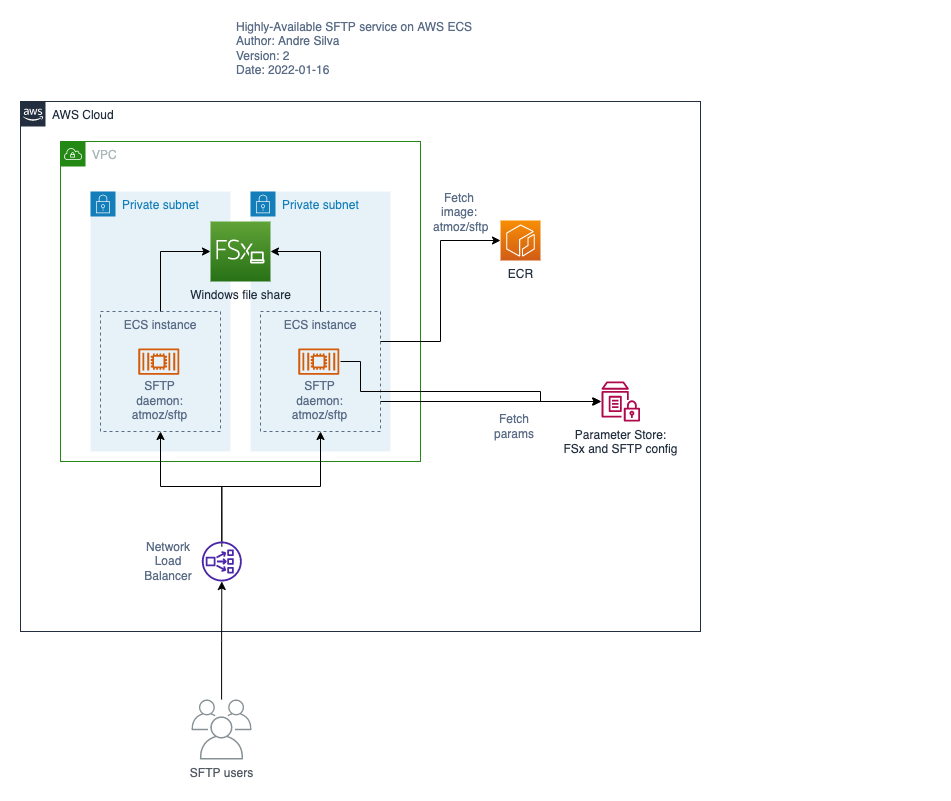 Highly-Available SFTP service on AWS ECS
Author: Andre Silva
Version: 2
Date: 2022-01-16
aws
AWS Cloud
VPC
Private subnet
Private subnet
Fetch
image:
atmoz/sftp
FSx
ECR
Windows file share
ECS instance
ECS instance
SFTP
daemon:
atmoz/sftp
SFTP
daemon:
atmoz/sftp
Fetch
params
Parameter Store:
FSx and SFTP config
Network
Load
Balancer
SFTP users